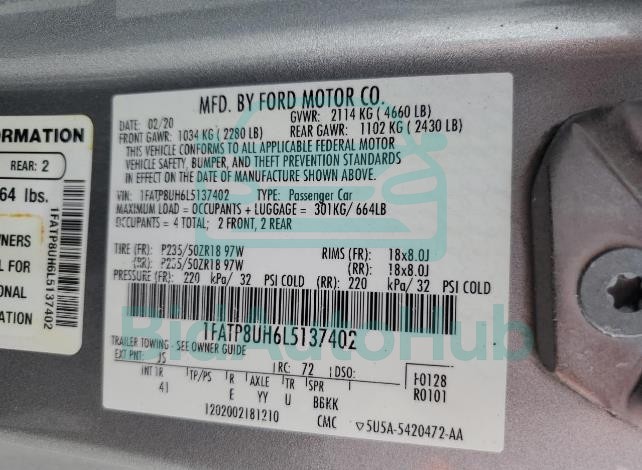 MFD. BY FORD MOTOR CO.
DATE: 02/20
GVWR: 2114 KG ( 4660 LB)
FRONT GAWR: 1034 KG ( 2280 LB)
REAR GAWR: 1102 KG ( 2430 LB)
THIS VEHICLE CONFORMS TO ALL APPLICABLE FEDERAL MOTOR
VEHICLE SAFETY, BUMPER, AND THEFT PREVENTION STANDARDS
IN EFFECT ON THE DATE OF MANUFACTURE SHOWN ABOVE.
VIN: 1FATP8UH6L5137402 TYPE: Passenger Car
MAXIMUM LOAD = OCCUPANTS + LUGGAGE = 301KG/ 664LB
OCCUPANTS = 4 TOTAL; 2 FRONT, 2 REAR
TIRE (FR): P235/50ZR18 97W RIMS (FR): 18x8.0J
(RR): P235/50ZR18 97W (RR): 18x8.0J
PRESSURE (FR): 220 kPa/ 32 PSI COLD (RR): 220 kPa/ 32 PSI COLD
1FATP8UH6L5137402
TRAILER TOWING - SEE OWNER GUIDE
EXT PNT: JS RC: 72 DSO:
INT TR TP/PS R AXLE TR SPR
41 E YY U B6KK
F0128
R0101
1202002181210 CMC ▽5U5A-5420472-AA
ORMATION
REAR: 2
64 lbs.
WNERS
L FOR
ONAL
1FATP8UH6L5137402
BidAutoHub